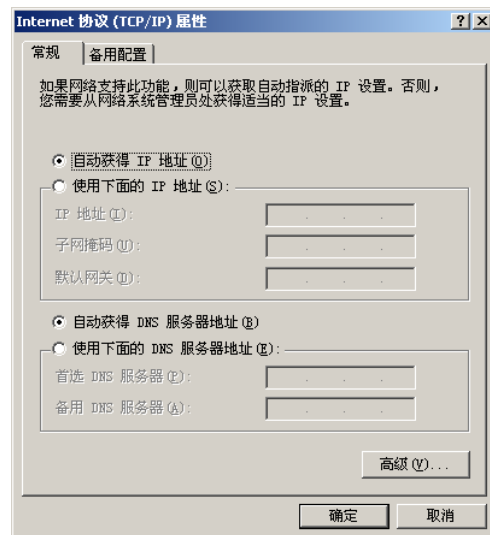 Internet 协议 (TCP/IP) 属性
常规
备用配置
如果网络支持此功能，则可以获取自动指派的 IP 设置。否则，
您需要从网络系统管理员处获得适当的 IP 设置。
自动获得 IP 地址(O)
使用下面的 IP 地址(S):
IP 地址(I):
子网掩码(U):
默认网关(D):
自动获得 DNS 服务器地址(B)
使用下面的 DNS 服务器地址(E):
首选 DNS 服务器(P):
备用 DNS 服务器(A):
高级(V)...
确定
取消